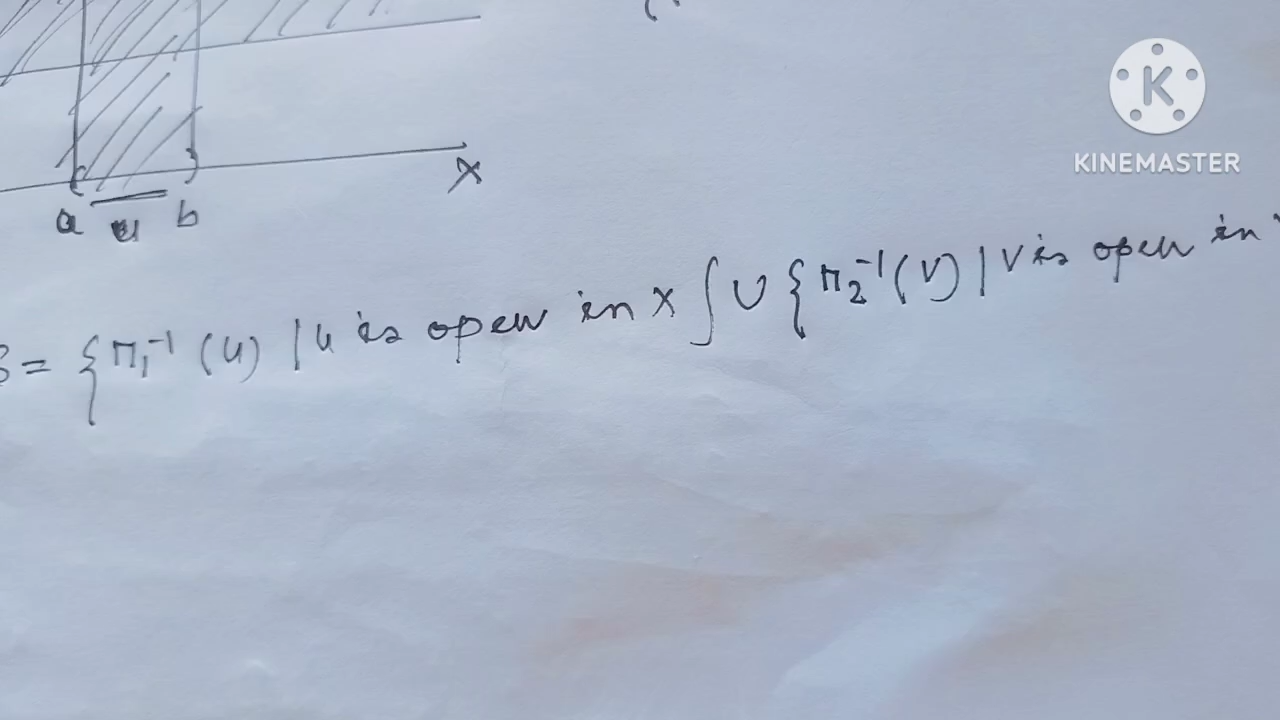 K
KINEMASTER
X
a u b
= {π₁⁻¹(u) | u is open in X} ∪ {π₂⁻¹(V) | V is open in